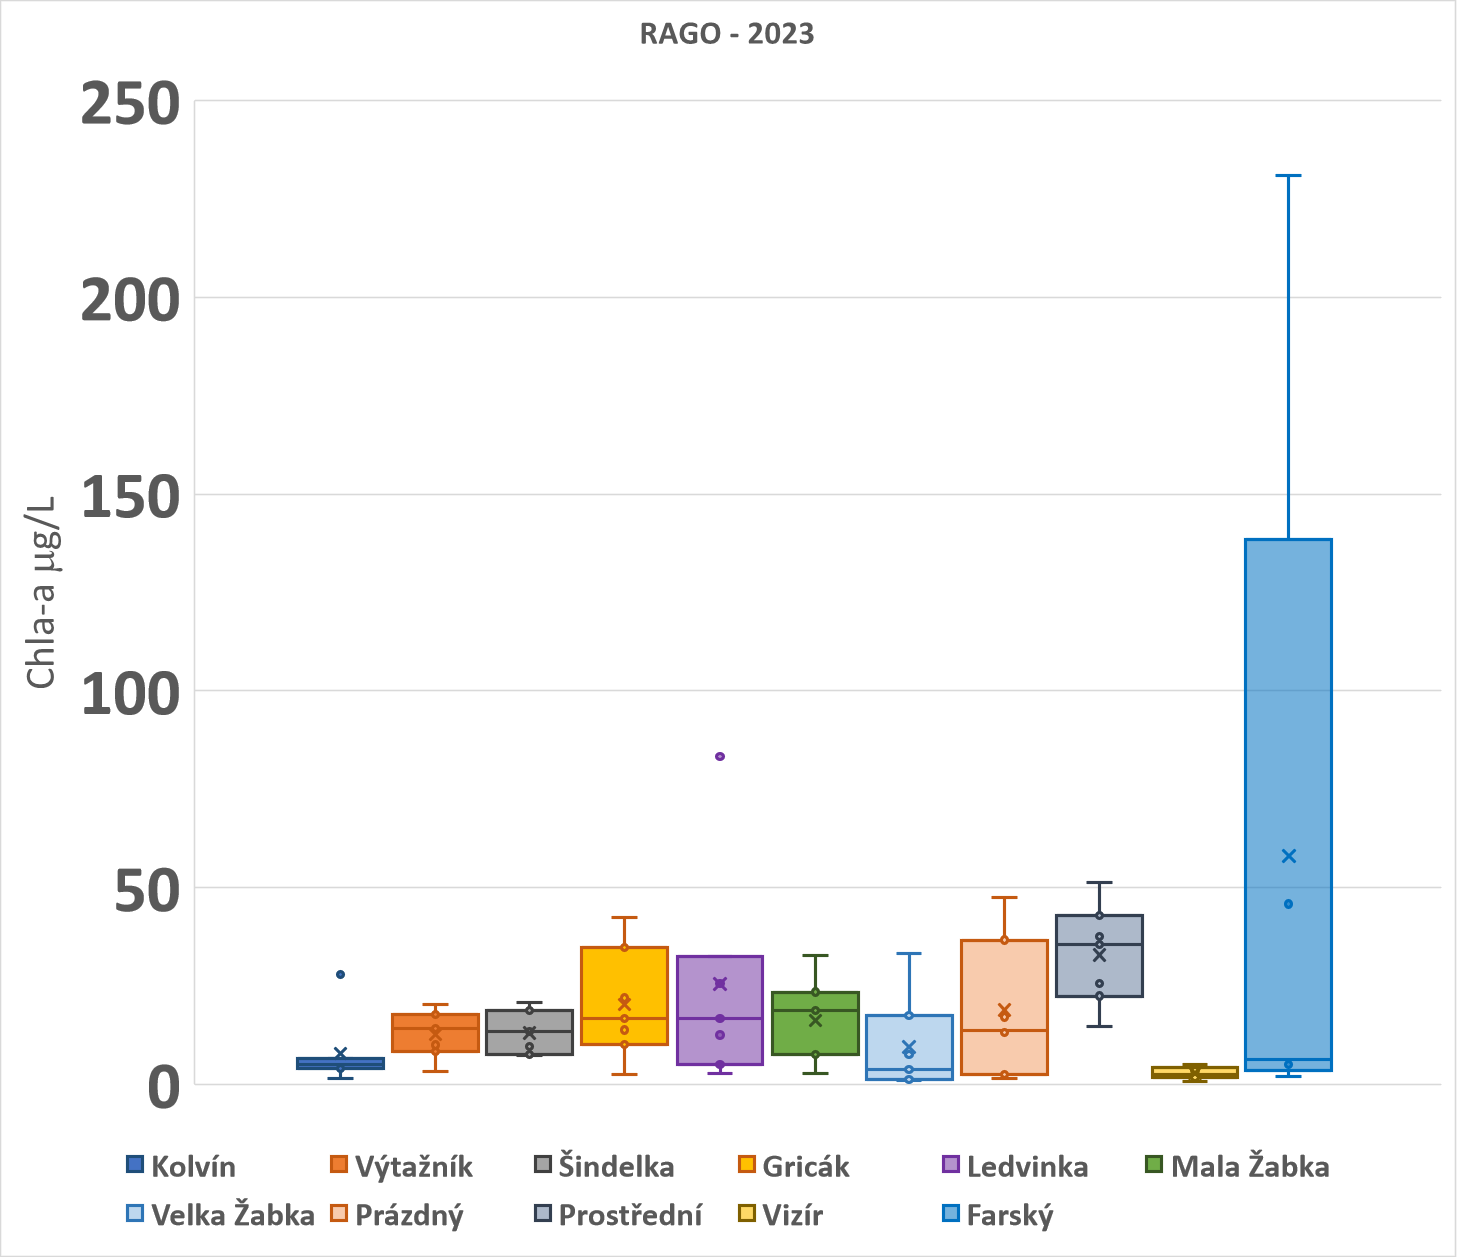 RAGO - 2023
250
200
150
100
50
0
Chla-a µg/L
Kolvín Výtažník Šindelka Gricák Ledvinka Mala Žabka
Velka Žabka Prázdný Prostřední Vizír Farský